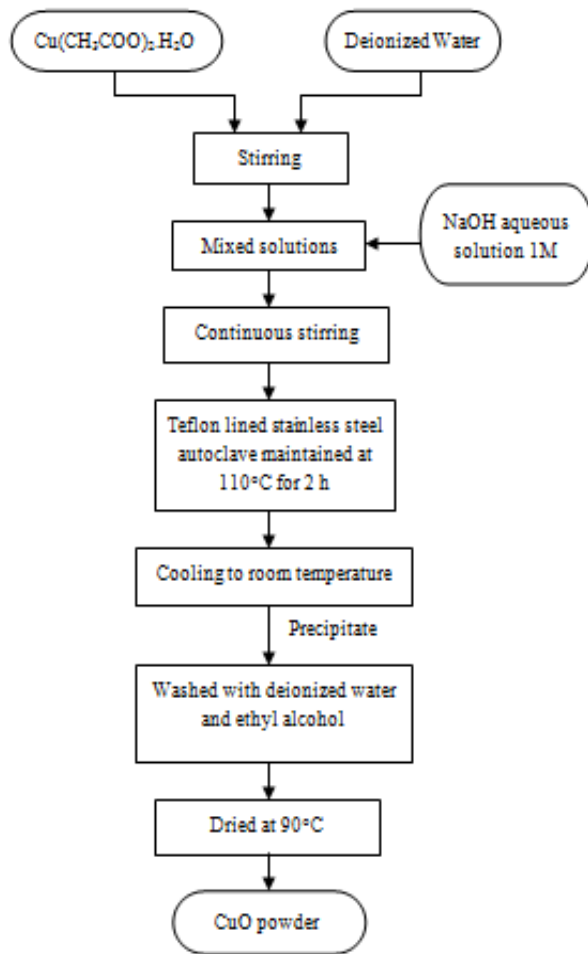 Cu(CH₃COO)₂.H₂O
Deionized Water
Stirring
Mixed solutions
NaOH aqueous
solution 1M
Continuous stirring
Teflon lined stainless steel
autoclave maintained at
110°C for 2 h
Cooling to room temperature
Precipitate
Washed with deionized water
and ethyl alcohol
Dried at 90°C
CuO powder